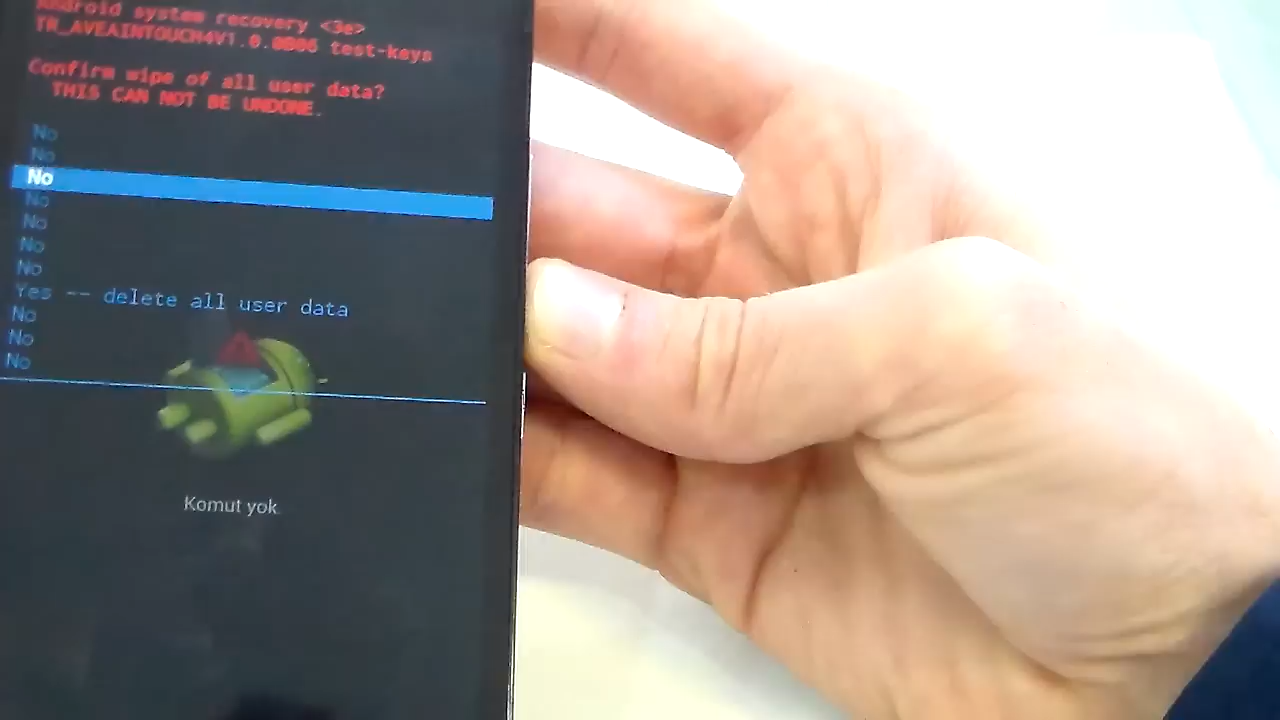 Android system recovery <3e>
TR_AVEAINTOUCH4V1.0.0B06 test-keys
Confirm wipe of all user data?
THIS CAN NOT BE UNDONE.
No
No
No
No
No
No
No
Yes -- delete all user data
No
No
No
Komut yok.